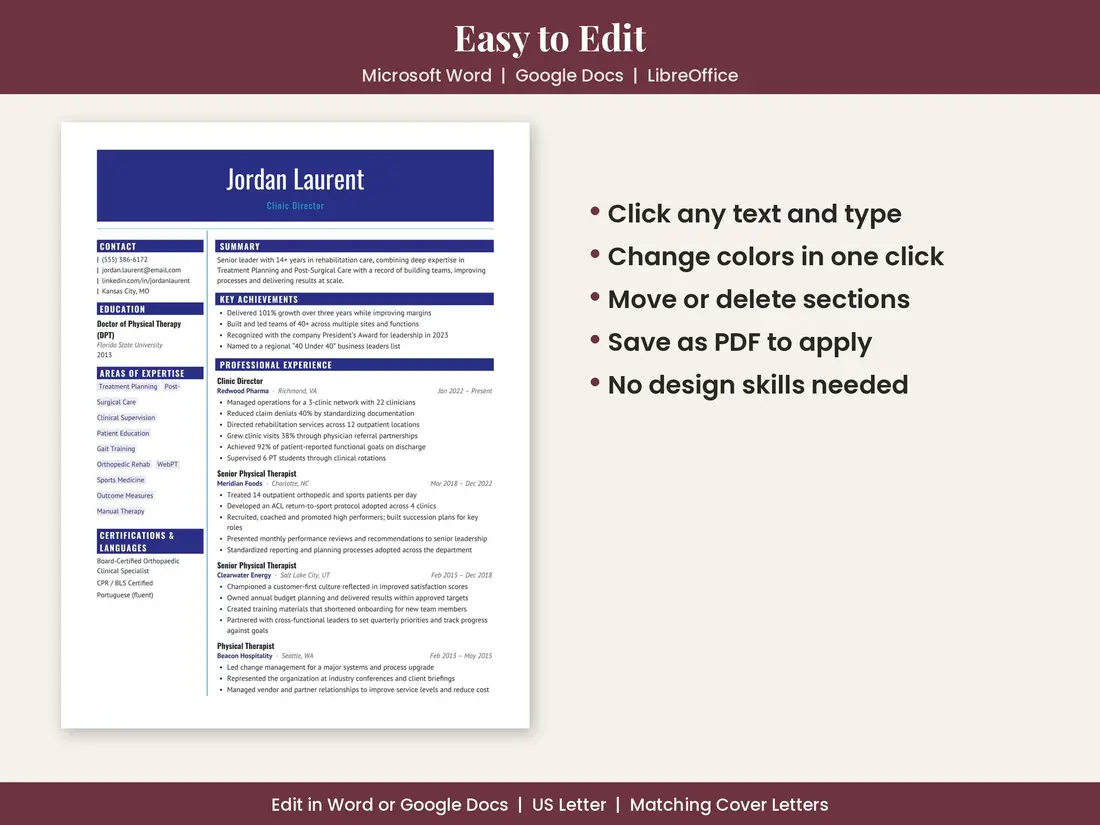 Easy to Edit
Microsoft Word | Google Docs | LibreOffice
Jordan Laurent
Clinic Director
CONTACT
| (555) 386-6172
| jordan.laurent@email.com
| linkedin.com/in/jordanlaurent
| Kansas City, MO
EDUCATION
Doctor of Physical Therapy
(DPT)
Florida State University
2013
AREAS OF EXPERTISE
Treatment Planning Post-
Surgical Care
Clinical Supervision
Patient Education
Gait Training
Orthopedic Rehab WebPT
Sports Medicine
Outcome Measures
Manual Therapy
CERTIFICATIONS &
LANGUAGES
Board-Certified Orthopaedic
Clinical Specialist
CPR / BLS Certified
Portuguese (fluent)
SUMMARY
Senior leader with 14+ years in rehabilitation care, combining deep expertise in
Treatment Planning and Post-Surgical Care with a record of building teams, improving
processes and delivering results at scale.
KEY ACHIEVEMENTS
• Delivered 101% growth over three years while improving margins
• Built and led teams of 40+ across multiple sites and functions
• Recognized with the company President's Award for leadership in 2023
• Named to a regional "40 Under 40" business leaders list
PROFESSIONAL EXPERIENCE
Clinic Director
Redwood Pharma · Richmond, VA Jan 2022 – Present
• Managed operations for a 3-clinic network with 22 clinicians
• Reduced claim denials 40% by standardizing documentation
• Directed rehabilitation services across 12 outpatient locations
• Grew clinic visits 38% through physician referral partnerships
• Achieved 92% of patient-reported functional goals on discharge
• Supervised 6 PT students through clinical rotations
Senior Physical Therapist
Meridian Foods · Charlotte, NC Mar 2018 – Dec 2022
• Treated 14 outpatient orthopedic and sports patients per day
• Developed an ACL return-to-sport protocol adopted across 4 clinics
• Recruited, coached and promoted high performers; built succession plans for key
roles
• Presented monthly performance reviews and recommendations to senior leadership
• Standardized reporting and planning processes adopted across the department
Senior Physical Therapist
Clearwater Energy · Salt Lake City, UT Feb 2015 – Dec 2018
• Championed a customer-first culture reflected in improved satisfaction scores
• Owned annual budget planning and delivered results within approved targets
• Created training materials that shortened onboarding for new team members
• Partnered with cross-functional leaders to set quarterly priorities and track progress
against goals
Physical Therapist
Beacon Hospitality · Seattle, WA Feb 2013 – May 2015
• Led change management for a major systems and process upgrade
• Represented the organization at industry conferences and client briefings
• Managed vendor and partner relationships to improve service levels and reduce cost
• Click any text and type
• Change colors in one click
• Move or delete sections
• Save as PDF to apply
• No design skills needed
Edit in Word or Google Docs | US Letter | Matching Cover Letters